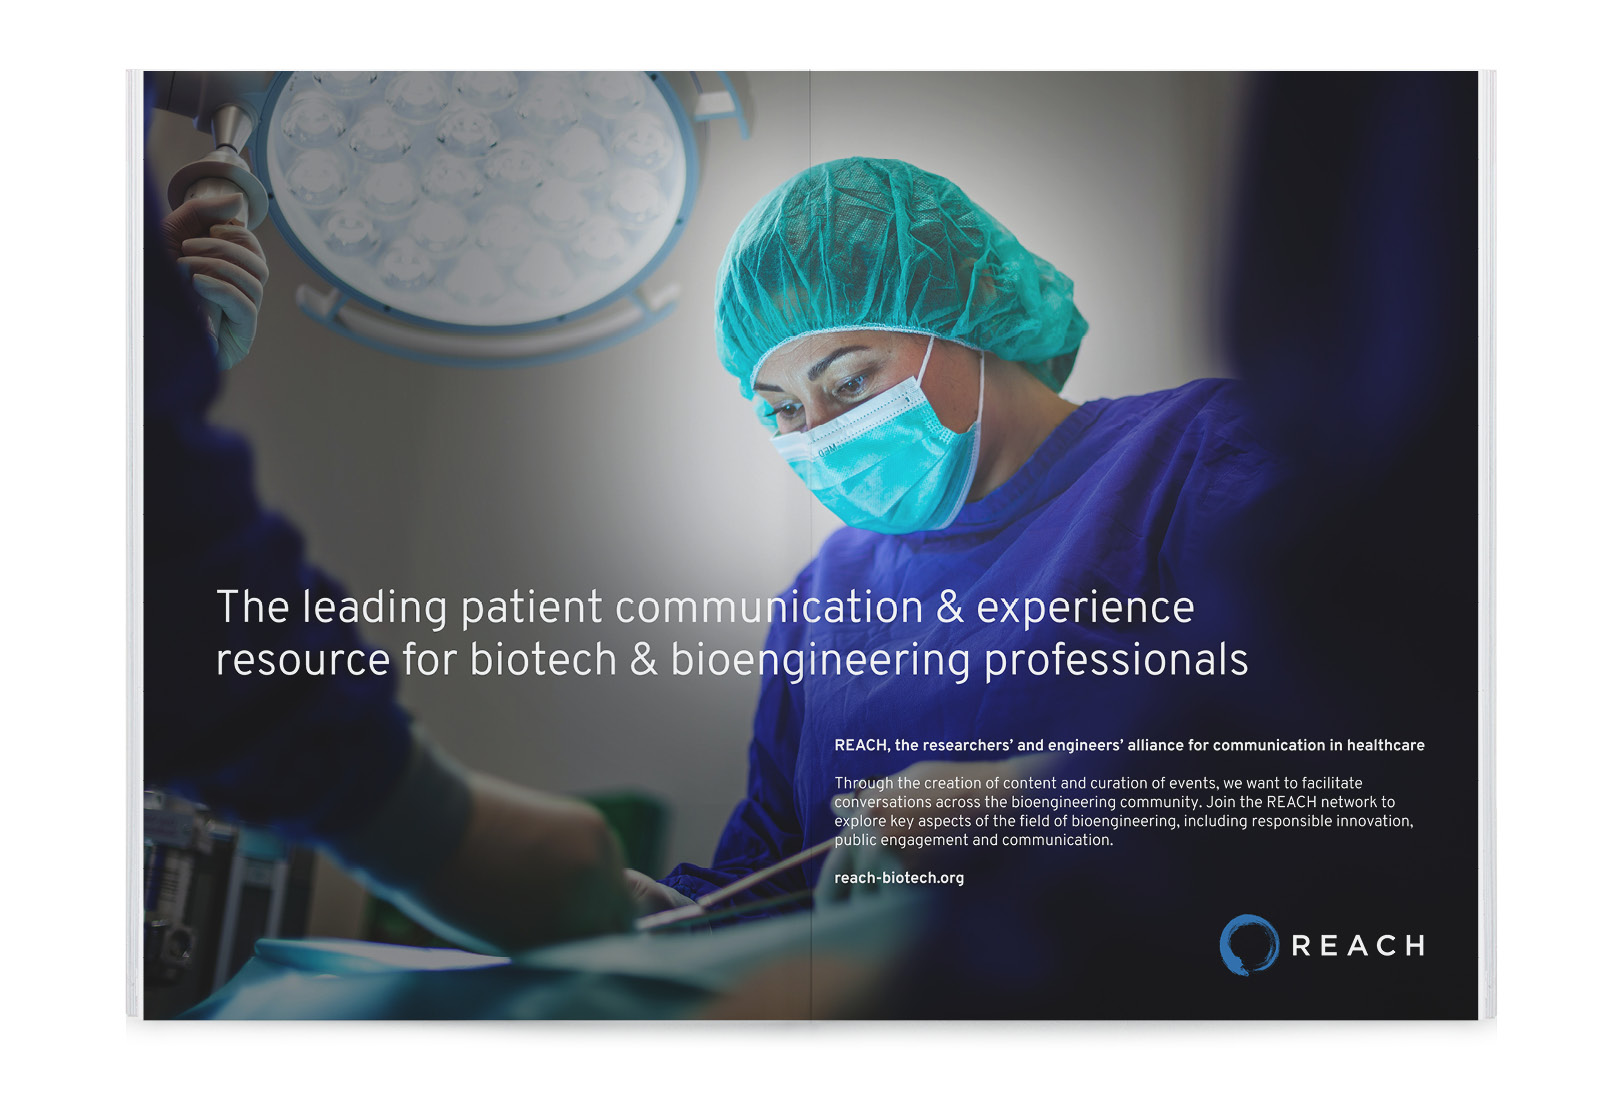 The leading patient communication & experience
resource for biotech & bioengineering professionals
REACH, the researchers’ and engineers’ alliance for communication in healthcare
Through the creation of content and curation of events, we want to facilitate
conversations across the bioengineering community. Join the REACH network to
explore key aspects of the field of bioengineering, including responsible innovation,
public engagement and communication.
reach-biotech.org
REACH